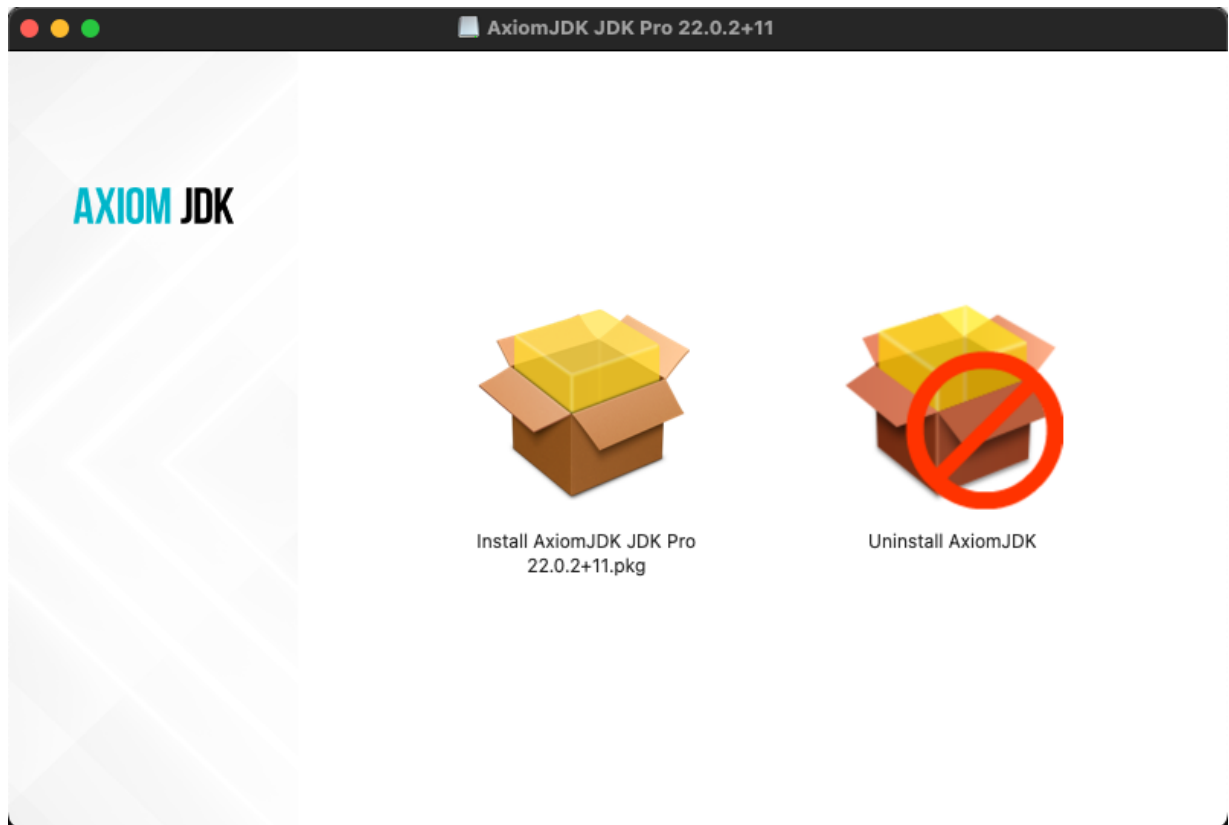 AxiomJDK JDK Pro 22.0.2+11
AXIOM JDK
Install AxiomJDK JDK Pro
22.0.2+11.pkg
Uninstall AxiomJDK